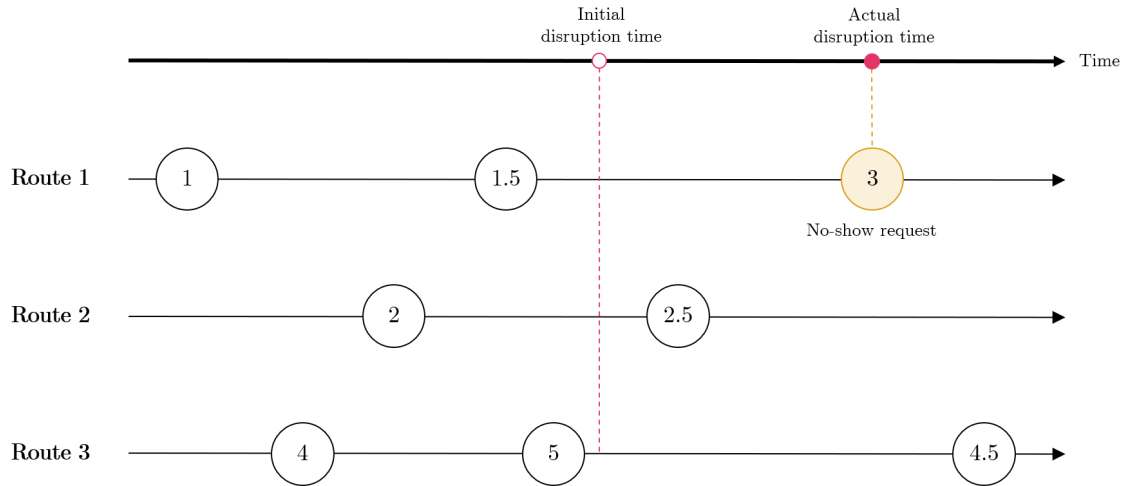 Initial
disruption time
Actual
disruption time
Time
Route 1
1
1.5
3
No-show request
Route 2
2
2.5
Route 3
4
5
4.5